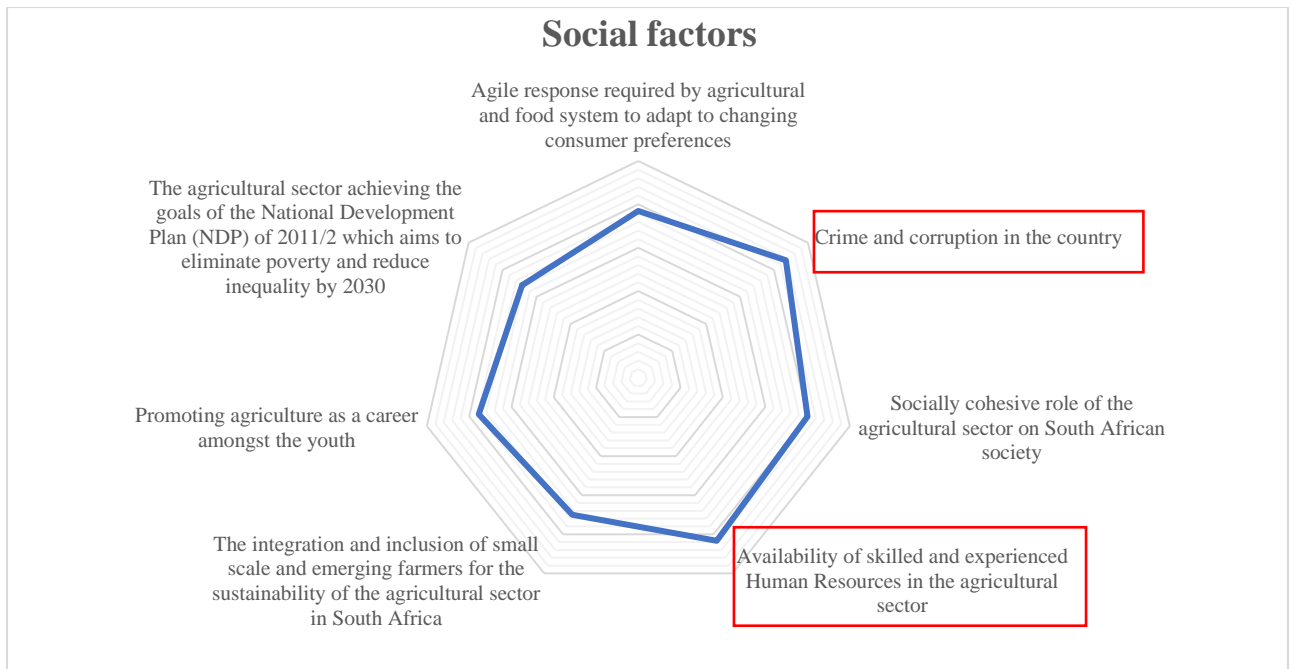 Social factors
Agile response required by agricultural
and food system to adapt to changing
consumer preferences
Crime and corruption in the country
Socially cohesive role of the
agricultural sector on South African
society
Availability of skilled and experienced
Human Resources in the agricultural
sector
The integration and inclusion of small
scale and emerging farmers for the
sustainability of the agricultural sector
in South Africa
Promoting agriculture as a career
amongst the youth
The agricultural sector achieving the
goals of the National Development
Plan (NDP) of 2011/2 which aims to
eliminate poverty and reduce
inequality by 2030